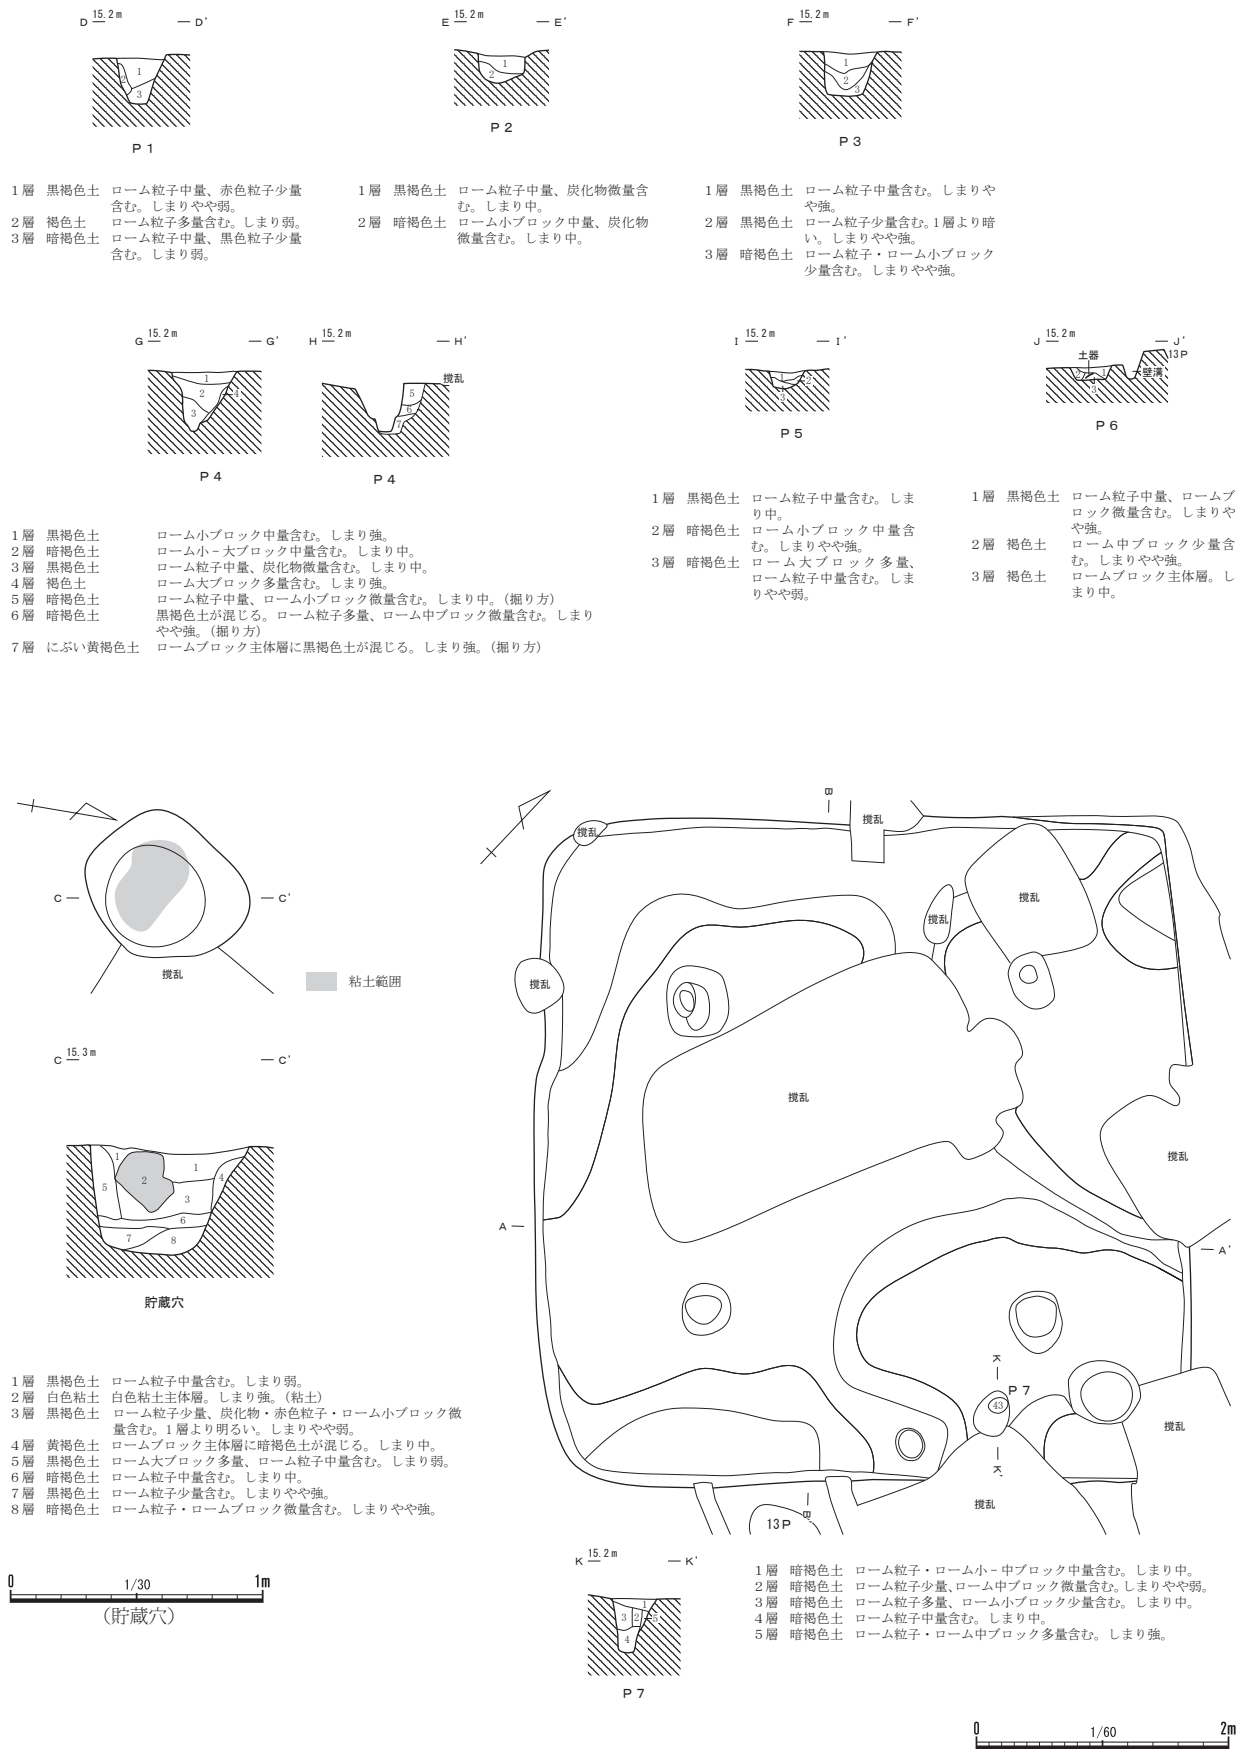 D 15.2m D'
E 15.2m E'
F 15.2m F'
1
2
3
1
2
1
2
3
P1
P2
P3
1層 黒褐色土 ローム粒子中量、赤色粒子少量
含む。しまりやや弱。
2層 褐色土 ローム粒子多量含む。しまり弱。
3層 暗褐色土 ローム粒子中量、黒色粒子少量
含む。しまり弱。
1層 黒褐色土 ローム粒子中量、炭化物微量含
む。しまり中。
2層 暗褐色土 ローム小ブロック中量、炭化物
微量含む。しまり中。
1層 黒褐色土 ローム粒子中量含む。しまりや
や強。
2層 黒褐色土 ローム粒子少量含む。1層より暗
い。しまりやや強。
3層 暗褐色土 ローム粒子・ローム小ブロック
少量含む。しまりやや強。
G 15.2m G'
H 15.2m H'
I 15.2m I'
J 15.2m J'
1
2
3
4
撹乱
5
6
7
1
2
3
土器
13P
壁溝
2
1
3
P4
P4
P5
P6
1層 黒褐色土 ローム小ブロック中量含む。しまり強。
2層 暗褐色土 ローム小－大ブロック中量含む。しまり中。
3層 黒褐色土 ローム粒子中量、炭化物微量含む。しまり中。
4層 褐色土 ローム大ブロック多量含む。しまり強。
5層 暗褐色土 ローム粒子中量、ローム小ブロック微量含む。しまり中。（掘り方）
6層 暗褐色土 黒褐色土が混じる。ローム粒子多量、ローム中ブロック微量含む。しまり
やや強。（掘り方）
7層 にぶい黄褐色土 ロームブロック主体層に黒褐色土が混じる。しまり強。（掘り方）
1層 黒褐色土 ローム粒子中量含む。しま
り中。
2層 暗褐色土 ローム小ブロック中量含
む。しまりやや強。
3層 暗褐色土 ローム大ブロック多量、
ローム粒子中量含む。しま
りやや弱。
1層 黒褐色土 ローム粒子中量、ロームブ
ロック微量含む。しまりや
や強。
2層 褐色土 ローム中ブロック少量含
む。しまりやや強。
3層 褐色土 ロームブロック主体層。し
まり中。
C C'
撹乱
粘土範囲
C 15.3m C'
1
2
1
3
4
5
6
7
8
貯蔵穴
B
撹乱
撹乱
撹乱
撹乱
撹乱
撹乱
撹乱
A
A'
K
P7
43
K'
撹乱
撹乱
B'
13P
1層 黒褐色土 ローム粒子中量含む。しまり弱。
2層 白色粘土 白色粘土主体層。しまり強。（粘土）
3層 黒褐色土 ローム粒子少量、炭化物・赤色粒子・ローム小ブロック微
量含む。1層より明るい。しまりやや弱。
4層 黄褐色土 ロームブロック主体層に暗褐色土が混じる。しまり中。
5層 黒褐色土 ローム大ブロック多量、ローム粒子中量含む。しまり弱。
6層 暗褐色土 ローム粒子中量含む。しまり中。
7層 黒褐色土 ローム粒子少量含む。しまりやや強。
8層 暗褐色土 ローム粒子・ロームブロック微量含む。しまりやや強。
0 1/30 1m
（貯蔵穴）
K 15.2m K'
1
3
2
5
4
P7
1層 暗褐色土 ローム粒子・ローム小－中ブロック中量含む。しまり中。
2層 暗褐色土 ローム粒子少量、ローム中ブロック微量含む。しまりやや弱。
3層 暗褐色土 ローム粒子多量、ローム小ブロック少量含む。しまり中。
4層 暗褐色土 ローム粒子中量含む。しまり中。
5層 暗褐色土 ローム粒子・ローム中ブロック多量含む。しまり強。
0 1/60 2m